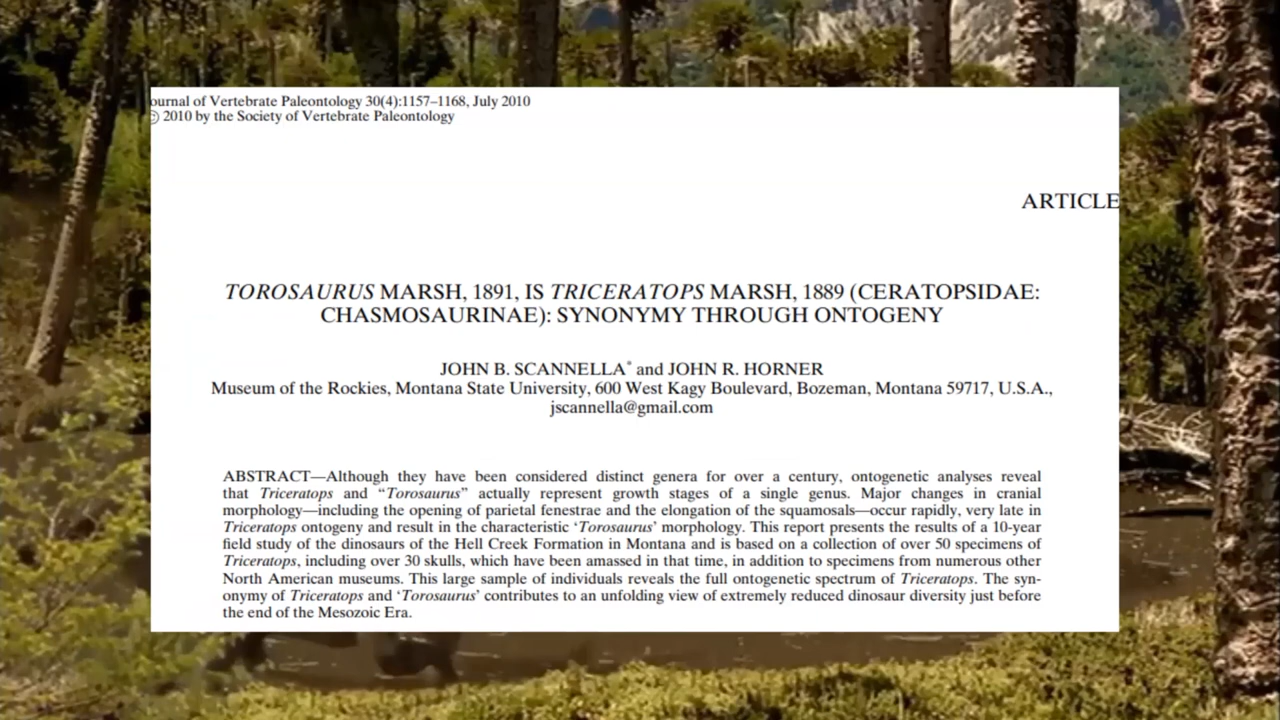 ournal of Vertebrate Paleontology 30(4):1157–1168, July 2010
© 2010 by the Society of Vertebrate Paleontology
ARTICLE
TOROSAURUS MARSH, 1891, IS TRICERATOPS MARSH, 1889 (CERATOPSIDAE:
CHASMOSAURINAE): SYNONYMY THROUGH ONTOGENY
JOHN B. SCANNELLA* and JOHN R. HORNER
Museum of the Rockies, Montana State University, 600 West Kagy Boulevard, Bozeman, Montana 59717, U.S.A.,
jscannella@gmail.com
ABSTRACT—Although they have been considered distinct genera for over a century, ontogenetic analyses reveal
that Triceratops and “Torosaurus” actually represent growth stages of a single genus. Major changes in cranial
morphology—including the opening of parietal fenestrae and the elongation of the squamosals—occur rapidly, very late in
Triceratops ontogeny and result in the characteristic ‘Torosaurus’ morphology. This report presents the results of a 10-year
field study of the dinosaurs of the Hell Creek Formation in Montana and is based on a collection of over 50 specimens of
Triceratops, including over 30 skulls, which have been amassed in that time, in addition to specimens from numerous other
North American museums. This large sample of individuals reveals the full ontogenetic spectrum of Triceratops. The syn-
onymy of Triceratops and ‘Torosaurus’ contributes to an unfolding view of extremely reduced dinosaur diversity just before
the end of the Mesozoic Era.